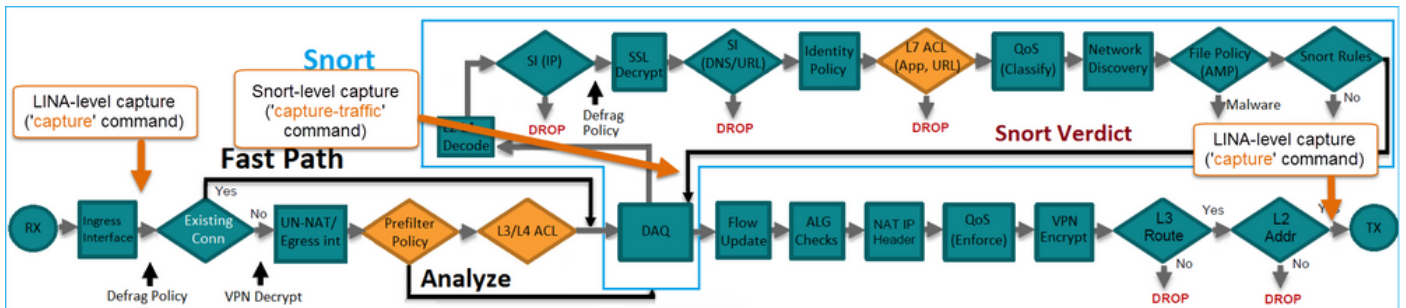 Snort
SI (IP)
SSL
Decrypt
SI
(DNS/URL)
Identity
Policy
L7 ACL
(App, URL)
QoS
(Classify)
Network
Discovery
File Policy
(AMP)
Snort Rules
DROP
Defrag
Policy
DROP
DROP
Malware
No
Snort Verdict
LINA-level capture
('capture' command)
Snort-level capture
('capture-traffic'
command)
LINA-level capture
('capture' command)
Decode
Fast Path
Yes
RX
Ingress
Interface
Existing
Conn
No
UN-NAT/
Egress int
Prefilter
Policy
L3/L4 ACL
DAQ
Flow
Update
ALG
Checks
NAT IP
Header
QoS
(Enforce)
VPN
Encrypt
L3
Route
Yes
L2
Addr
TX
Defrag Policy
VPN Decrypt
Analyze
No
DROP
No
DROP